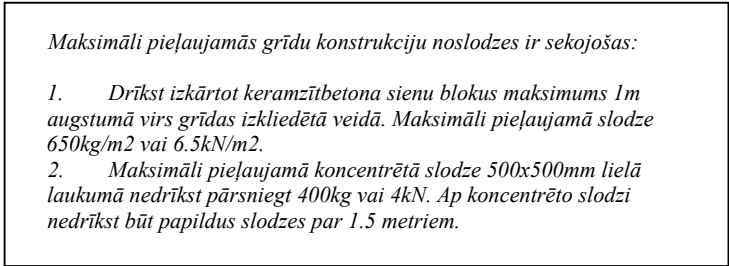 Maksimāli pieļaujamās grīdu konstrukciju noslodzes ir sekojošas:
1. Drīkst izkārtot keramzītbetona sienu blokus maksimums 1m
augstumā virs grīdas izkliedētā veidā. Maksimāli pieļaujamā slodze
650kg/m2 vai 6.5kN/m2.
2. Maksimāli pieļaujamā koncentrētā slodze 500x500mm lielā
laukumā nedrīkst pārsniegt 400kg vai 4kN. Ap koncentrēto slodzi
nedrīkst būt papildus slodzes par 1.5 metriem.